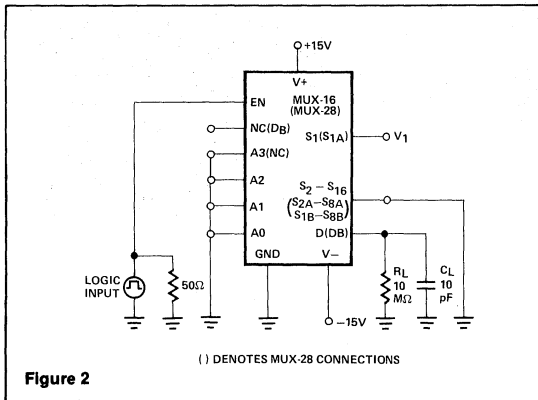 +15V
V+
EN
MUX-16
(MUX-28)
NC(DB)
S1(S1A)
V1
A3(NC)
A2
S2 – S16
(S2A–S8A
S1B–S8B)
A1
A0
D(DB)
GND
V–
LOGIC
INPUT
50Ω
RL
10
MΩ
CL
10
pF
–15V
( ) DENOTES MUX-28 CONNECTIONS
Figure 2